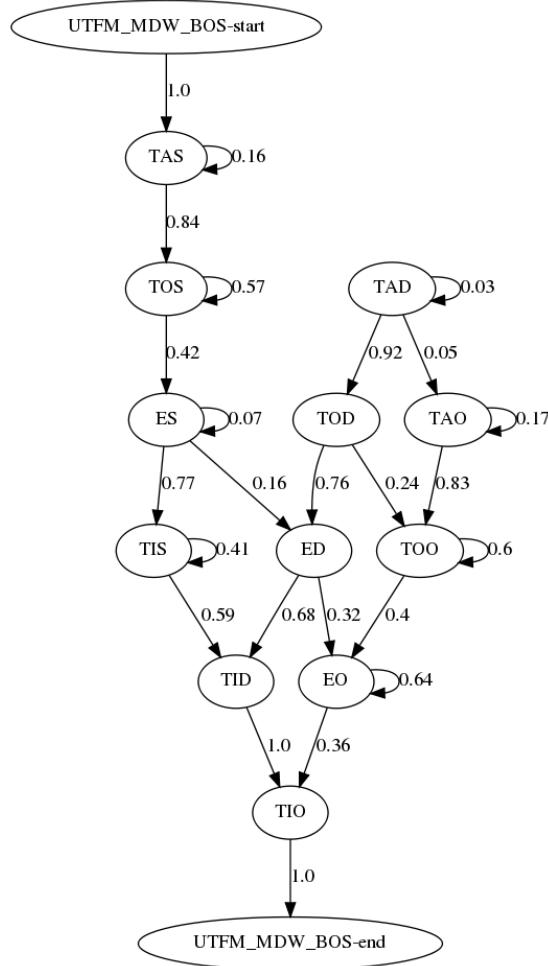 UTFM_MDW_BOS-start
1.0
TAS
0.16
0.84
TOS
0.57
TAD
0.03
0.42
0.92
0.05
ES
0.07
TOD
TAO
0.17
0.77
0.16
0.76
0.24
0.83
TIS
0.41
ED
TOO
0.6
0.59
0.68
0.32
0.4
TID
EO
0.64
1.0
0.36
TIO
1.0
UTFM_MDW_BOS-end